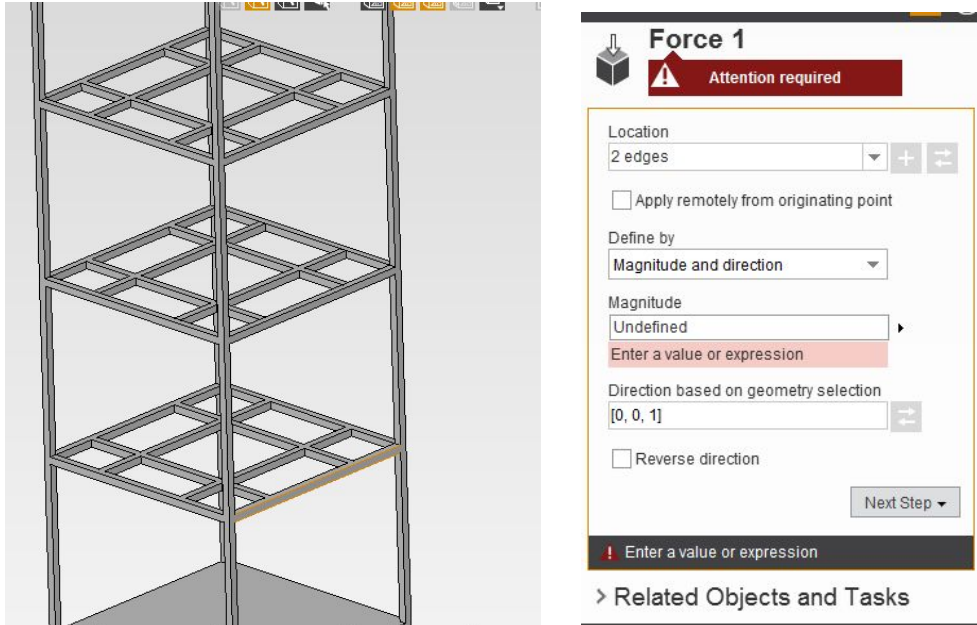 Force 1
Attention required
Location
2 edges
Apply remotely from originating point
Define by
Magnitude and direction
Magnitude
Undefined
Enter a value or expression
Direction based on geometry selection
[0, 0, 1]
Reverse direction
Next Step
Enter a value or expression
Related Objects and Tasks